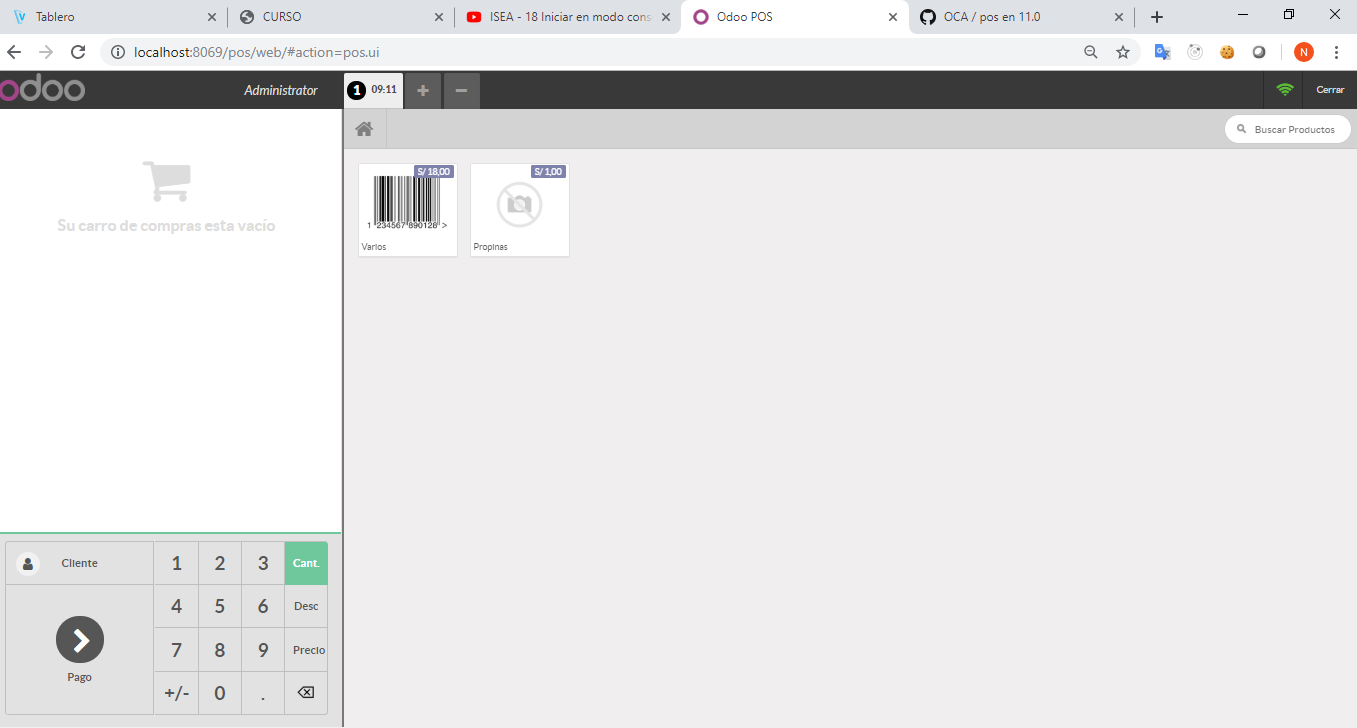 Tablero
CURSO
ISEA - 18 Iniciar en modo cons
Odoo POS
OCA / pos en 11.0
localhost:8069/pos/web/#action=pos.ui
N
odoo
Administrator
1 09:11
+
−
Cerrar
Buscar Productos
Su carro de compras esta vacío
S/ 18,00
1 234567 890128 >
Varios
S/ 1,00
Propinas
Cliente
1 2 3 Cant.
4 5 6 Desc
7 8 9 Precio
+/- 0 .
Pago